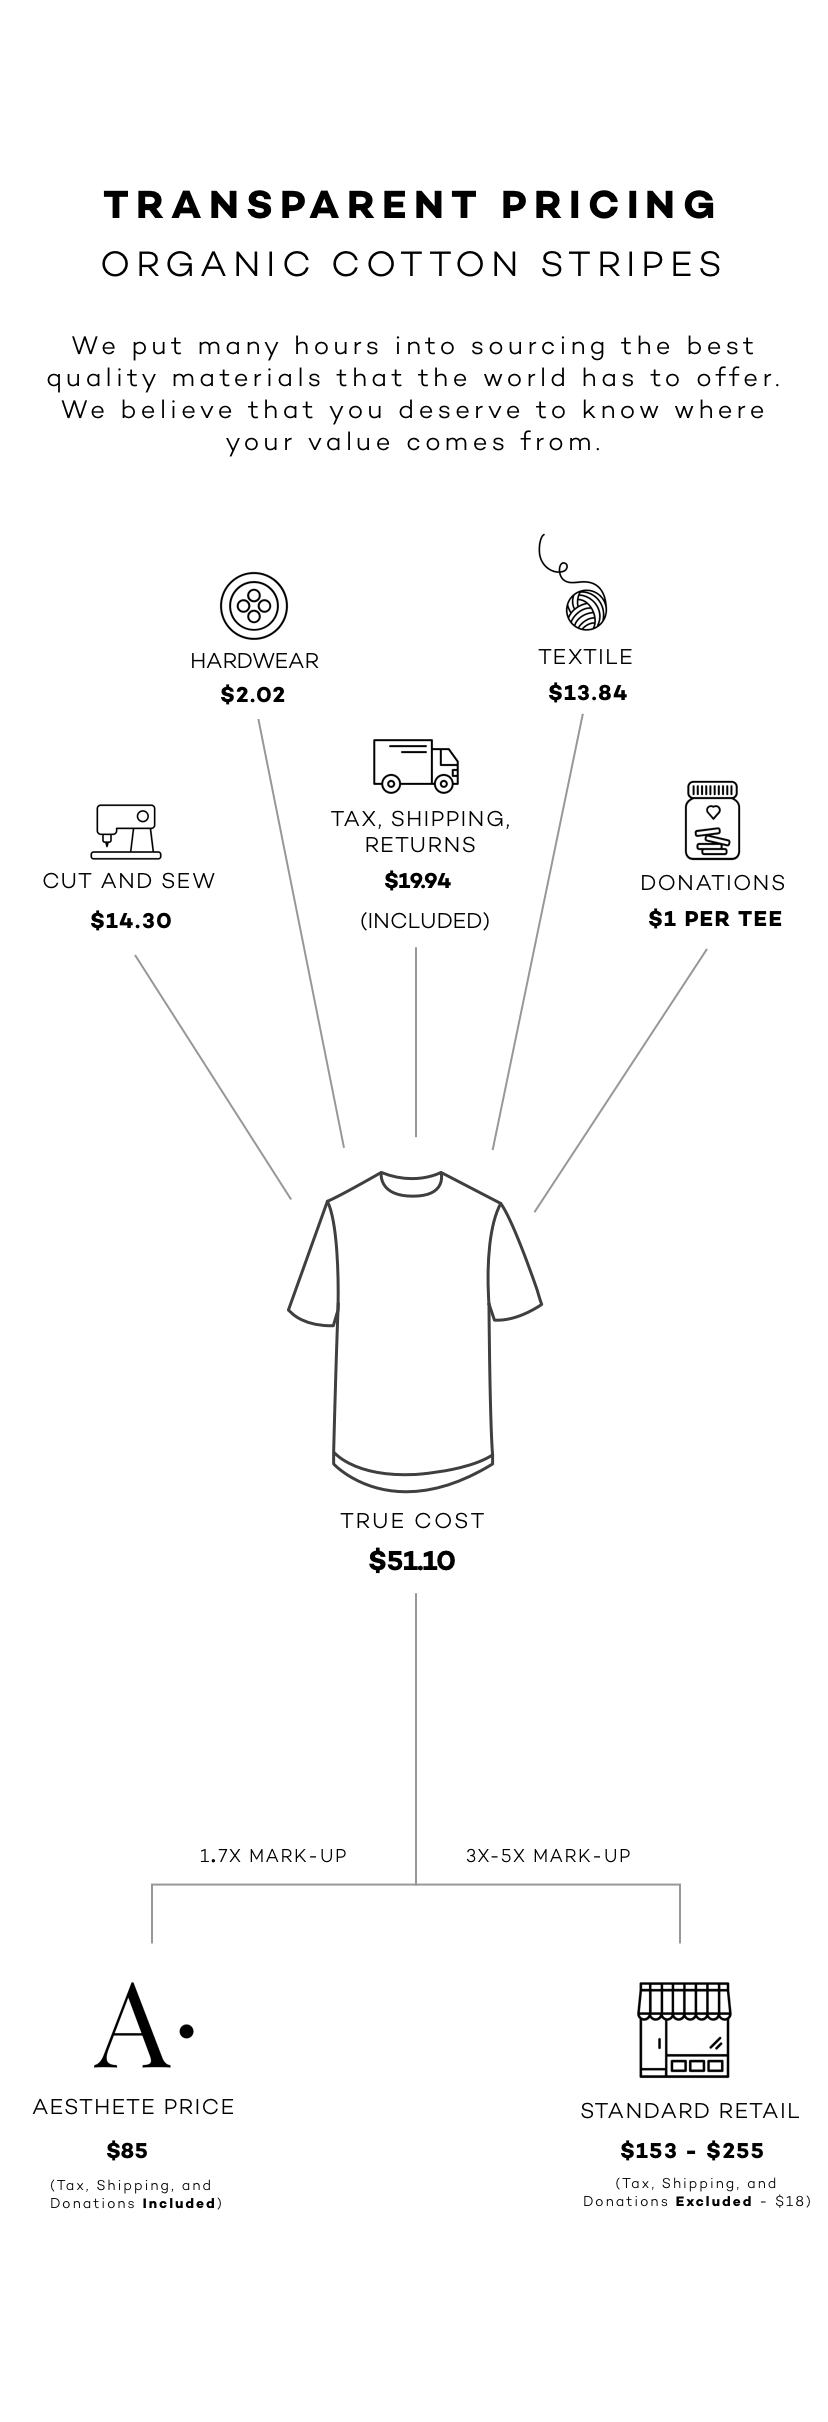 TRANSPARENT PRICING
ORGANIC COTTON STRIPES
We put many hours into sourcing the best
quality materials that the world has to offer.
We believe that you deserve to know where
your value comes from.
HARDWEAR
$2.02
TEXTILE
$13.84
CUT AND SEW
$14.30
TAX, SHIPPING,
RETURNS
$19.94
(INCLUDED)
DONATIONS
$1 PER TEE
TRUE COST
$51.10
1.7X MARK-UP
3X-5X MARK-UP
A.
AESTHETE PRICE
$85
(Tax, Shipping, and
Donations Included)
STANDARD RETAIL
$153 - $255
(Tax, Shipping, and
Donations Excluded - $18)